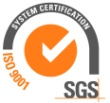 SYSTEM CERTIFICATION
ISO 9001
SGS